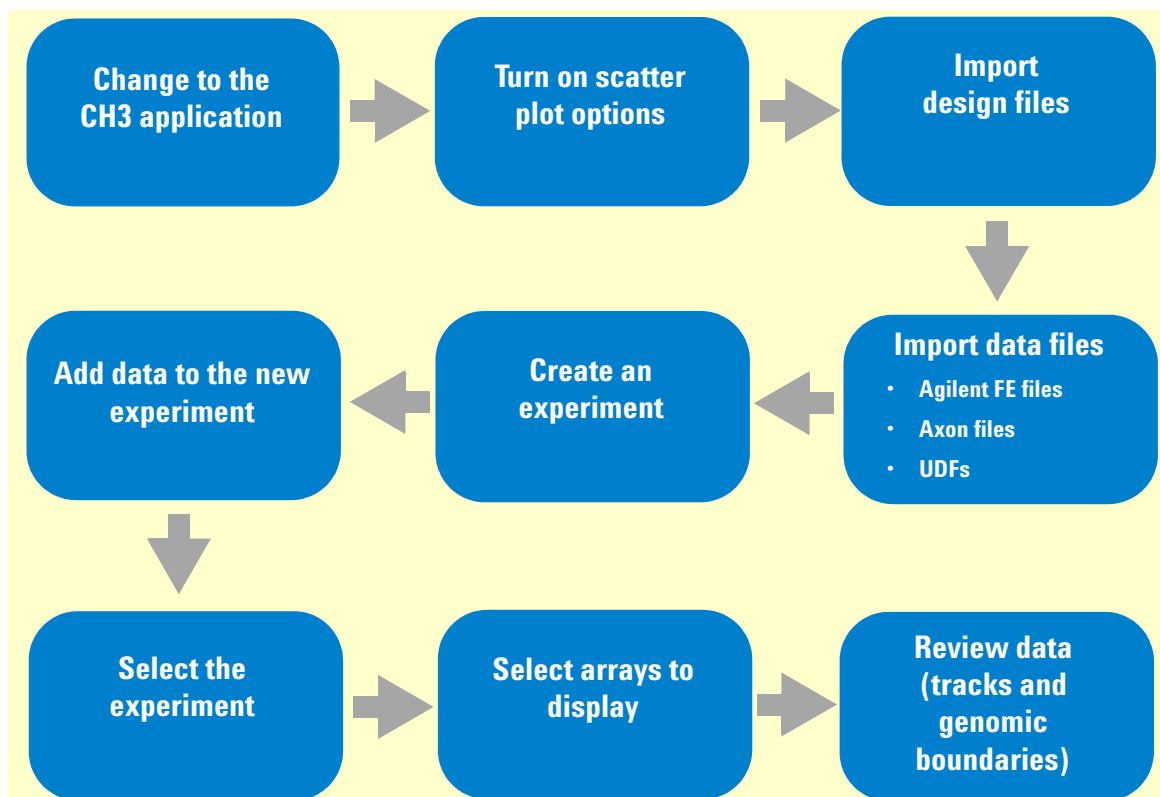 Change to the
CH3 application
Turn on scatter
plot options
Import
design files
Import data files
· Agilent FE files
· Axon files
· UDFs
Create an
experiment
Add data to the new
experiment
Select the
experiment
Select arrays to
display
Review data
(tracks and
genomic
boundaries)